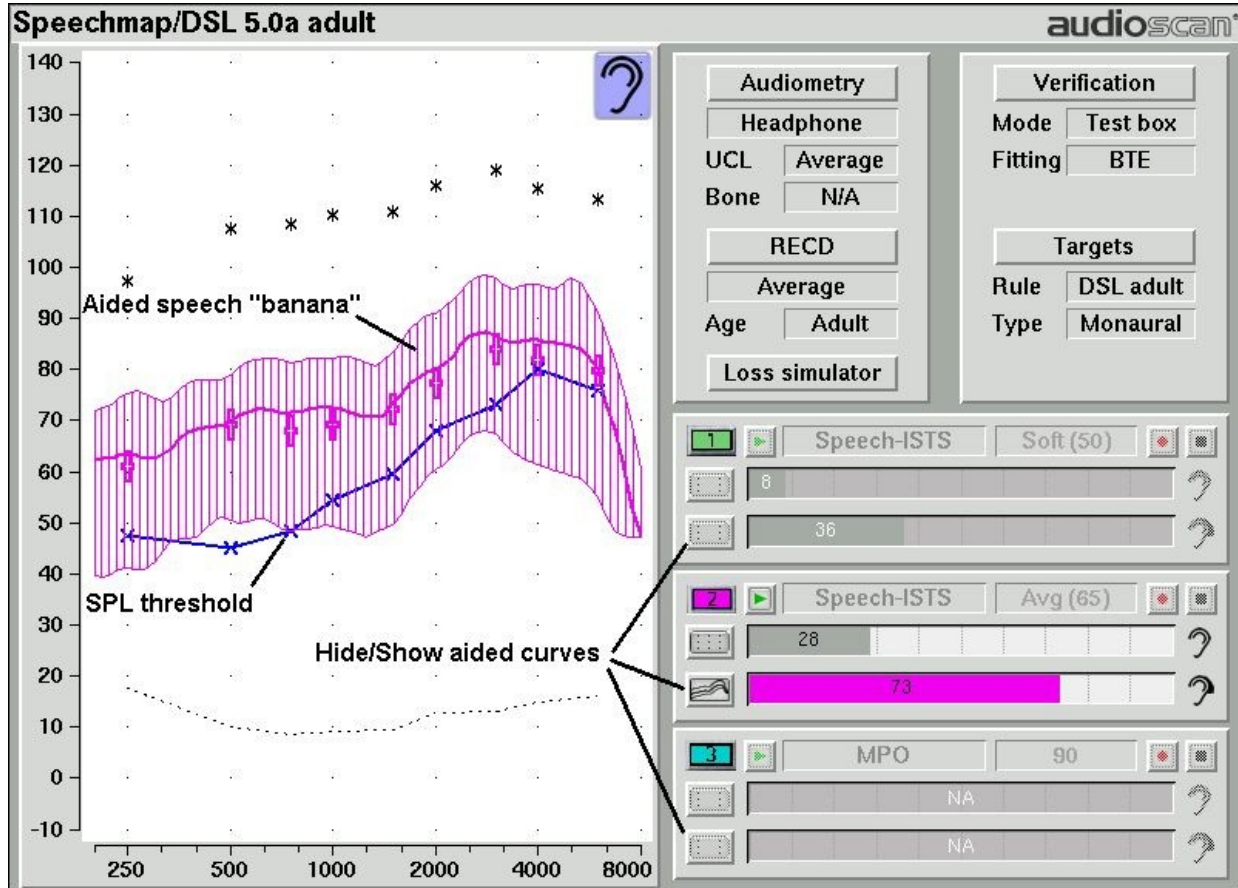 Speechmap/DSL 5.0a adult
audioscan
140
130
120
110
100
90
80
70
60
50
40
30
20
10
0
-10
250 500 1000 2000 4000 8000
Aided speech "banana"
SPL threshold
Hide/Show aided curves
Audiometry
Headphone
UCL Average
Bone N/A
RECD
Average
Age Adult
Loss simulator
Verification
Mode Test box
Fitting BTE
Targets
Rule DSL adult
Type Monaural
1 Speech-ISTS Soft (50)
8
36
2 Speech-ISTS Avg (65)
28
73
3 MPO 90
NA
NA